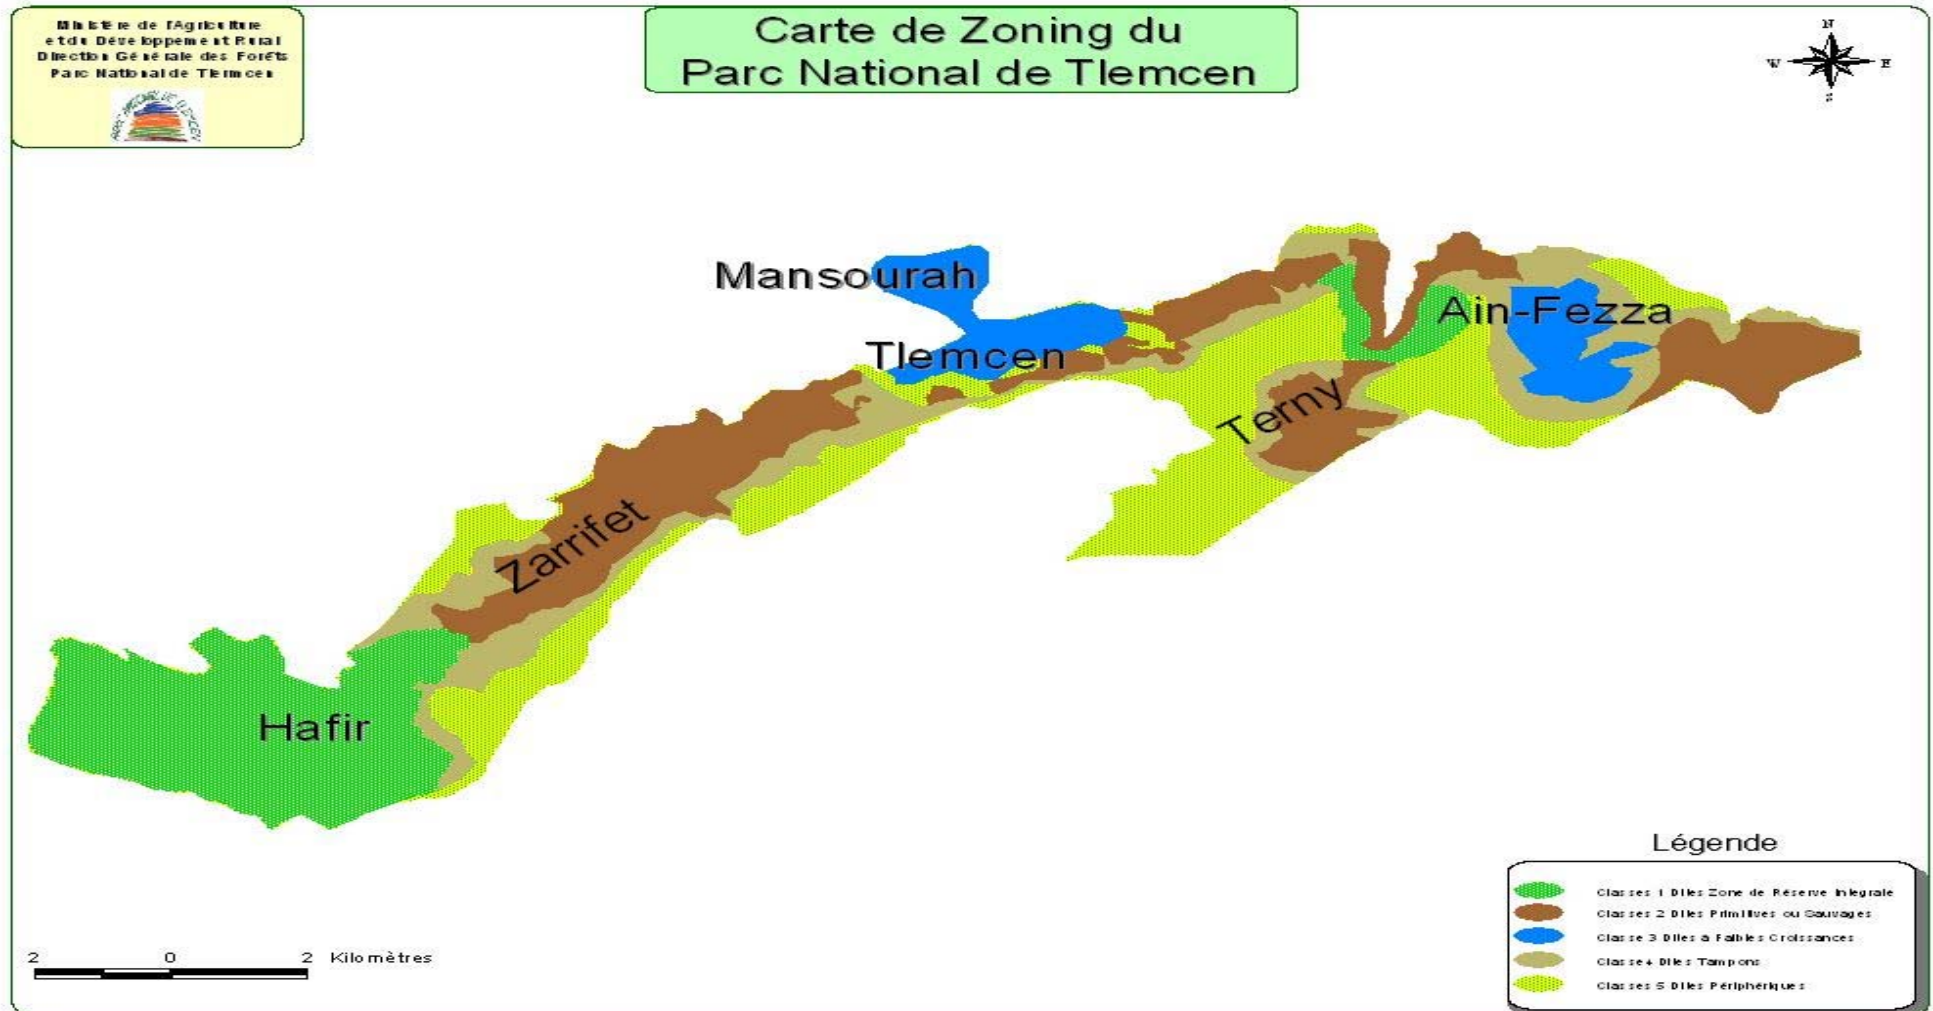 Ministère de l'Agriculture
et du Développement Rural
Direction Générale des Forêts
Parc National de Tlemcen
Carte de Zoning du
Parc National de Tlemcen
N
W
E
S
Mansourah
Tlemcen
Ain-Fezza
Terny
Zarrifet
Hafir
Légende
Classes 1 Dites Zone de Réserve Intégrale
Classes 2 Dites Primitives ou Sauvages
Classe 3 Dites à Faibles Croissances
Classe 4 Dites Tampons
Classes 5 Dites Périphériques
2 0 2 Kilomètres